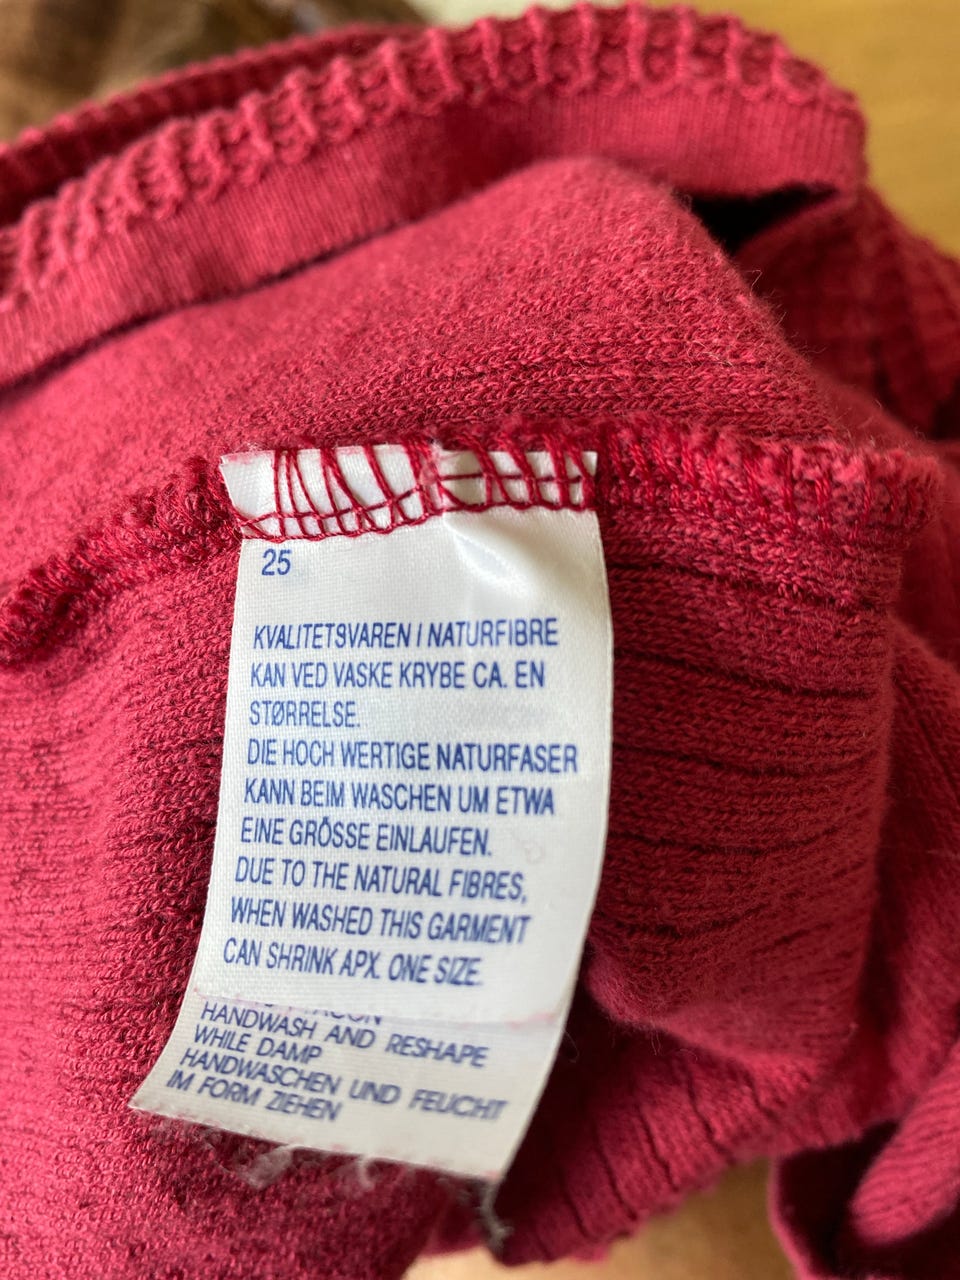 25
KVALITET9VAREN I NATURFIBRE
KAN VED VASKE KRYBE CA. EN
STØRRELSE.
DIE HOCH WERTIGE NATURFASER
KANN BEIM WASCHEN UM ETWA
EINE GRÖSSE EINLAUFEN.
DUE TO THE NATURAL FIBRES,
WHEN WASHED THIS GARMENT
CAN SHRINK APX. ONE SIZE.
HANDWASH AND RESHAPE
WHILE DAMP
HANDWASCHEN UND FEUCHT
IM FORM ZIEHEN